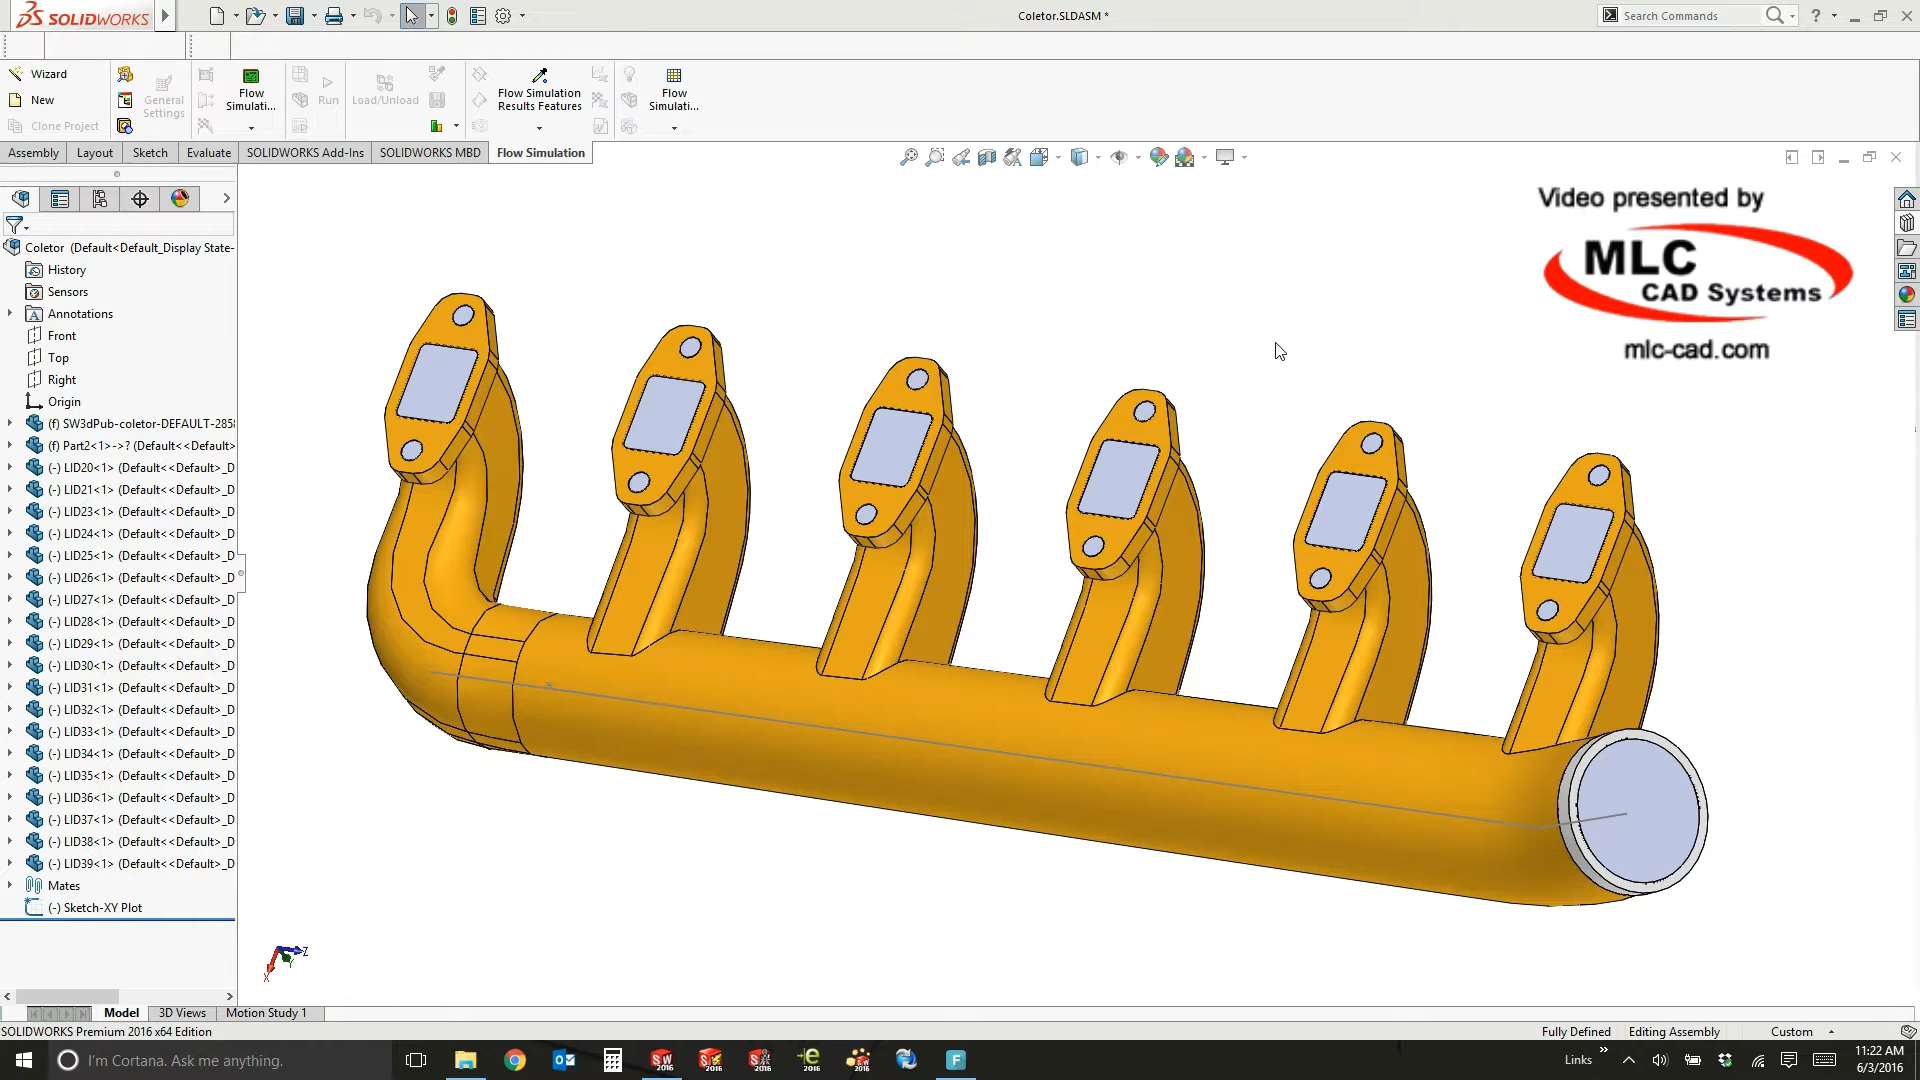 SOLIDWORKS
Coletor.SLDASM *
Search Commands
?
Wizard
New
Clone Project
General
Settings
Flow
Simulati...
Run
Load/Unload
Flow Simulation
Results Features
Flow
Simulati...
Assembly
Layout
Sketch
Evaluate
SOLIDWORKS Add-Ins
SOLIDWORKS MBD
Flow Simulation
Coletor (Default<Default_Display State-
History
Sensors
A Annotations
Front
Top
Right
Origin
(f) SW3dPub-coletor-DEFAULT-285
(f) Part2<1>->? (Default<<Default>
(-) LID20<1> (Default<<Default>_D
(-) LID21<1> (Default<<Default>_D
(-) LID23<1> (Default<<Default>_D
(-) LID24<1> (Default<<Default>_D
(-) LID25<1> (Default<<Default>_D
(-) LID26<1> (Default<<Default>_D
(-) LID27<1> (Default<<Default>_D
(-) LID28<1> (Default<<Default>_D
(-) LID29<1> (Default<<Default>_D
(-) LID30<1> (Default<<Default>_D
(-) LID31<1> (Default<<Default>_D
(-) LID32<1> (Default<<Default>_D
(-) LID33<1> (Default<<Default>_D
(-) LID34<1> (Default<<Default>_D
(-) LID35<1> (Default<<Default>_D
(-) LID36<1> (Default<<Default>_D
(-) LID37<1> (Default<<Default>_D
(-) LID38<1> (Default<<Default>_D
(-) LID39<1> (Default<<Default>_D
Mates
(-) Sketch-XY Plot
Video presented by
MLC
CAD Systems
mlc-cad.com
Z
Y
X
Model
3D Views
Motion Study 1
SOLIDWORKS Premium 2016 x64 Edition
Fully Defined
Editing Assembly
Custom
I'm Cortana. Ask me anything.
SW 2016
2016
2016
e 2016
2016
F
Links
11:22 AM
6/3/2016